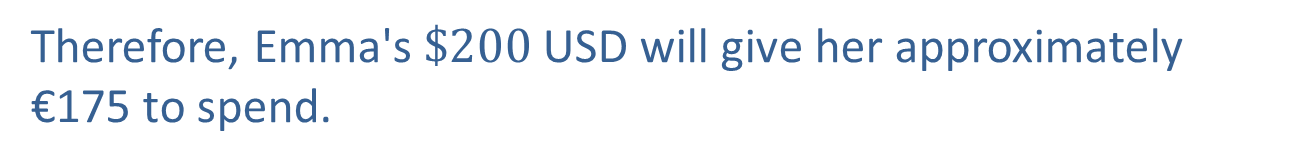 Therefore, Emma's $200 USD will give her approximately
€175 to spend.